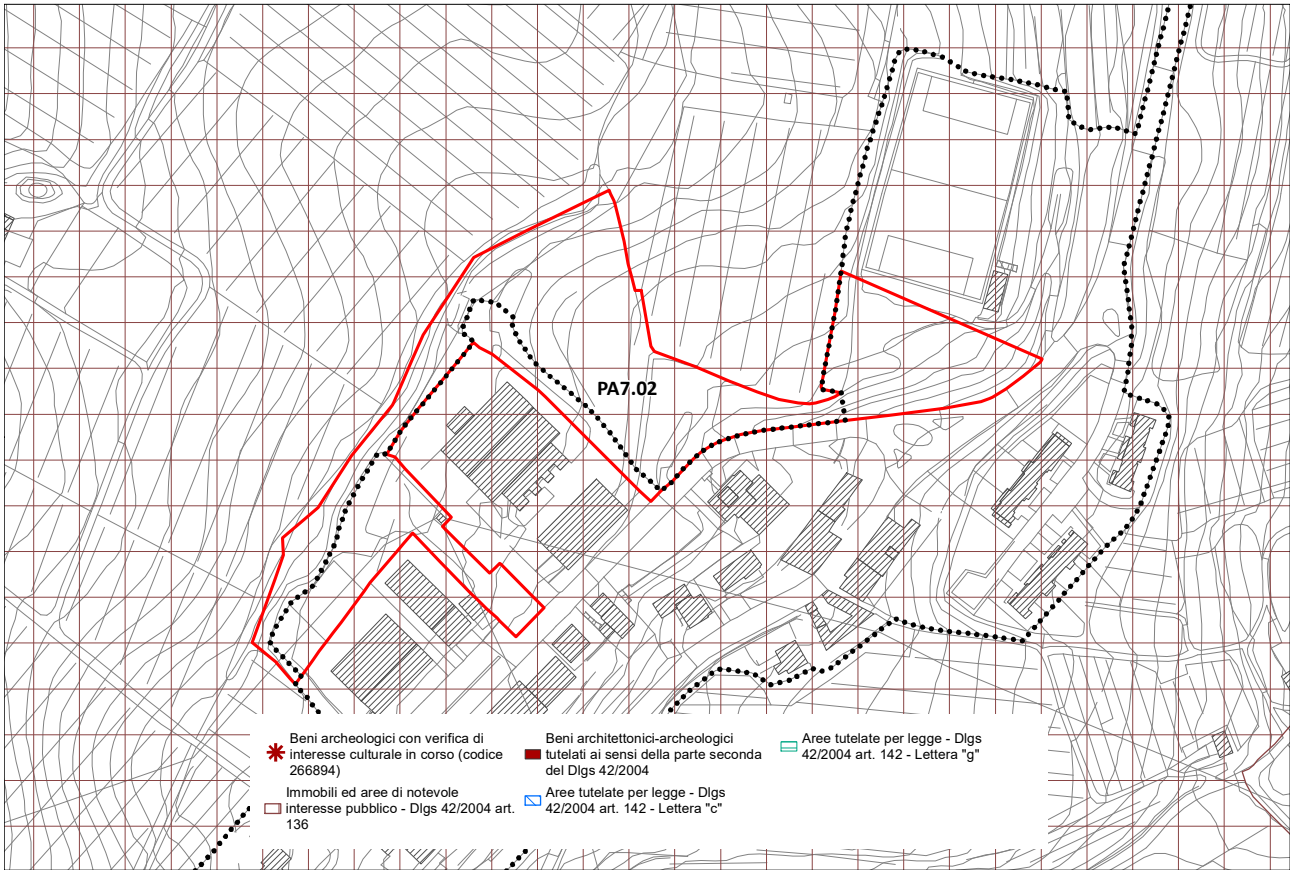 PA7.02
Beni archeologici con verifica di
interesse culturale in corso (codice
266894)
Immobili ed aree di notevole
interesse pubblico - Dlgs 42/2004 art.
136
Beni architettonici-archeologici
tutelati ai sensi della parte seconda
del Dlgs 42/2004
Aree tutelate per legge - Dlgs
42/2004 art. 142 - Lettera "c"
Aree tutelate per legge - Dlgs
42/2004 art. 142 - Lettera "g"